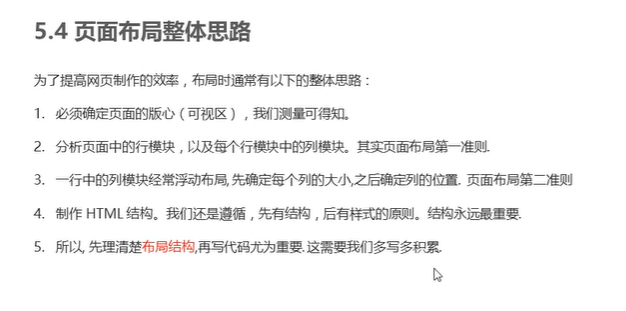 5.4 页面布局整体思路
为了提高网页制作的效率，布局时通常有以下的整体思路：
1. 必须确定页面的版心（可视区），我们测量可得知。
2. 分析页面中的行模块，以及每个行模块中的列模块。其实页面布局第一准则.
3. 一行中的列模块经常浮动布局, 先确定每个列的大小,之后确定列的位置. 页面布局第二准则
4. 制作 HTML 结构。我们还是遵循，先有结构，后有样式的原则。结构永远最重要.
5. 所以, 先理清楚布局结构,再写代码尤为重要. 这需要我们多写多积累.